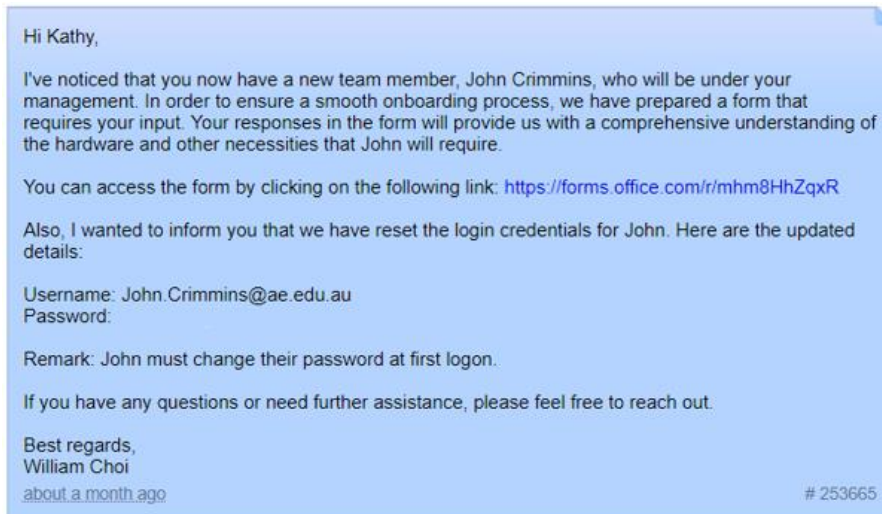 Hi Kathy,
I've noticed that you now have a new team member, John Crimmins, who will be under your
management. In order to ensure a smooth onboarding process, we have prepared a form that
requires your input. Your responses in the form will provide us with a comprehensive understanding of
the hardware and other necessities that John will require.
You can access the form by clicking on the following link: https://forms.office.com/r/mhm8HhZqxR
Also, I wanted to inform you that we have reset the login credentials for John. Here are the updated
details:
Username: John.Crimmins@ae.edu.au
Password:
Remark: John must change their password at first logon.
If you have any questions or need further assistance, please feel free to reach out.
Best regards,
William Choi
about a month ago # 253665